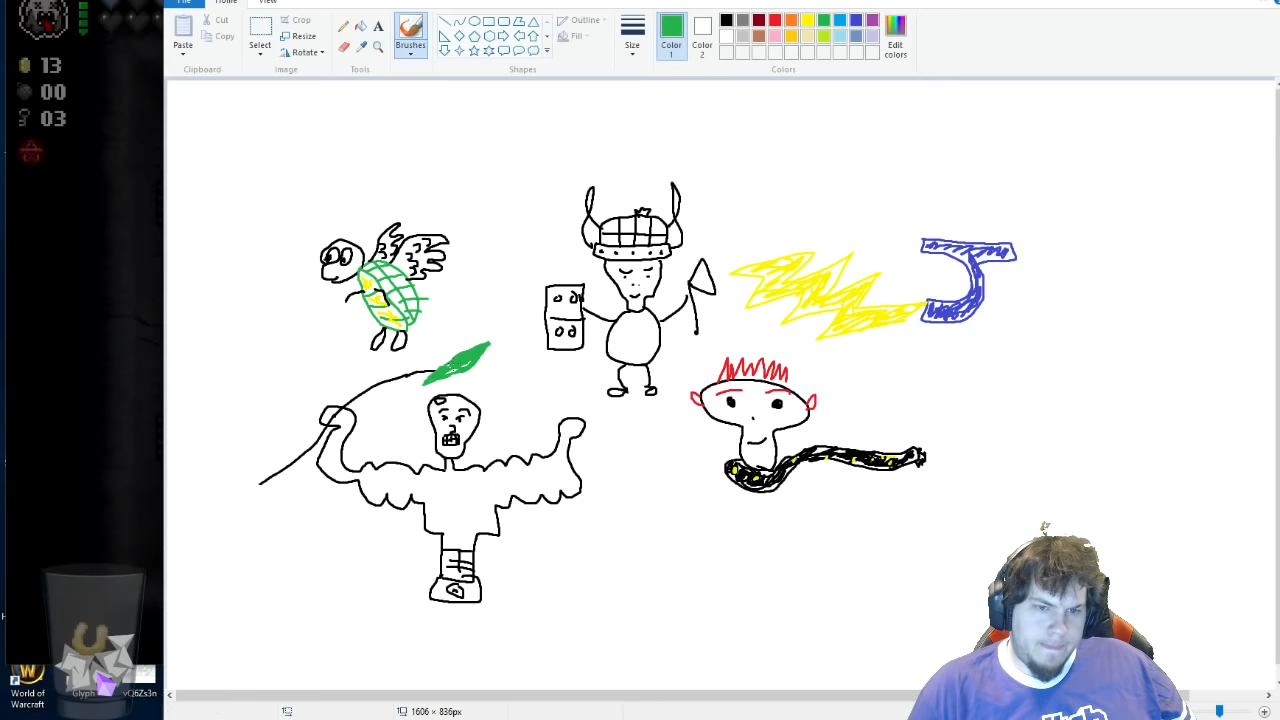 File Home View
Cut
Copy
Paste
Clipboard
Crop
Resize
Rotate
Select
Image
A
Tools
Brushes
Outline
Fill
Shapes
Size
Color 1
Color 2
Edit colors
Colors
13
00
03
J
World of Warcraft
Glyph
vQ6Zs3n
1606 × 836px